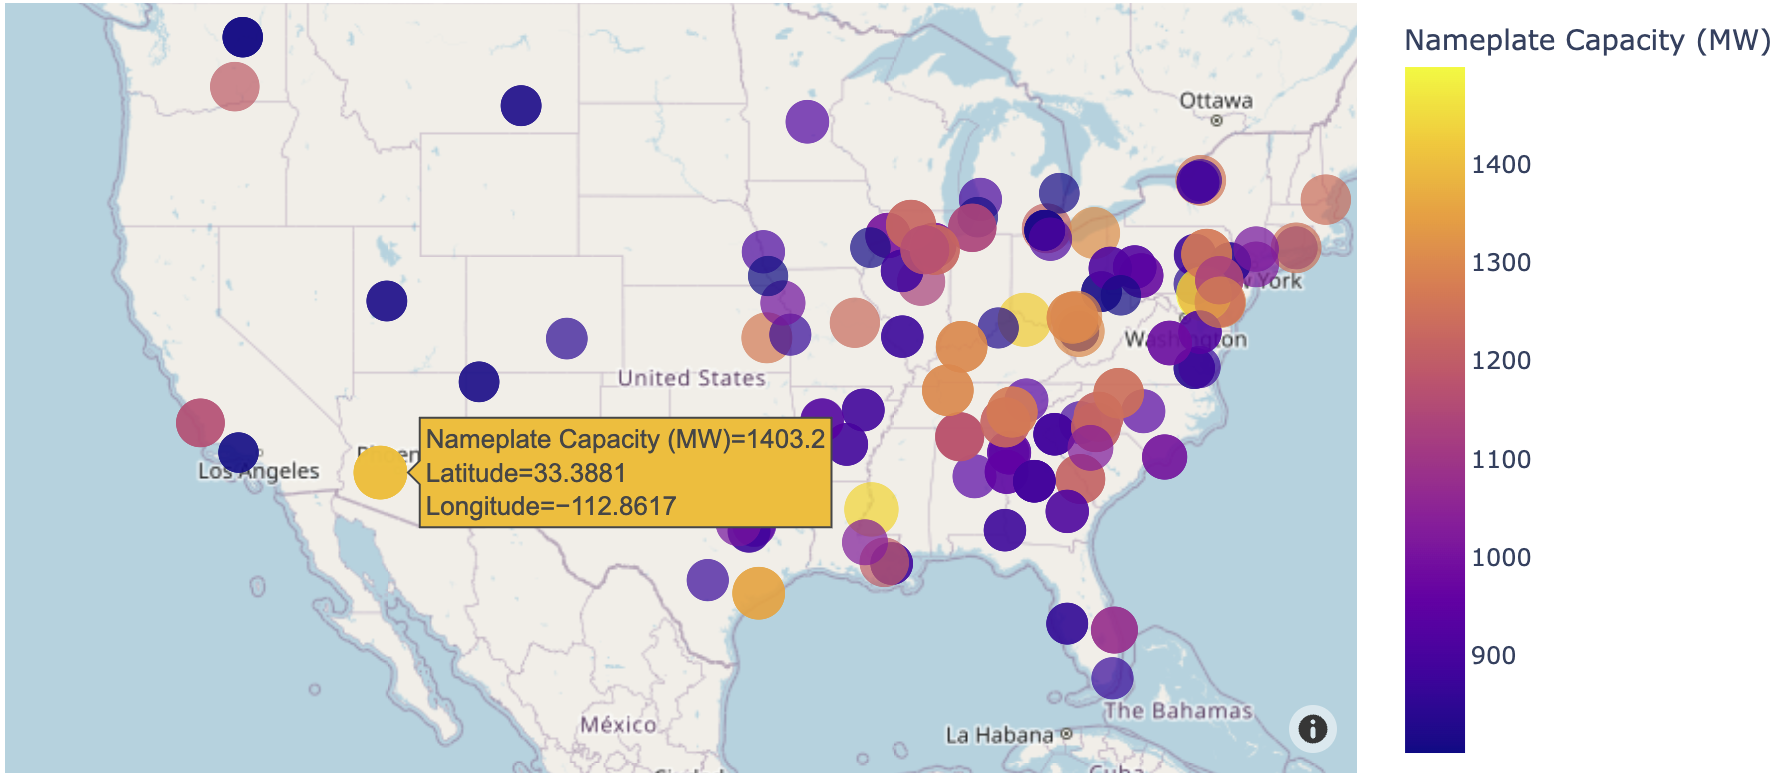 Nameplate Capacity (MW)
Ottawa
1400
1300
York
Washington
1200
United States
1100
Nameplate Capacity (MW)=1403.2
Los Angeles
Latitude=33.3881
Longitude=−112.8617
1000
900
The Bahamas
México
La Habana
Cuba